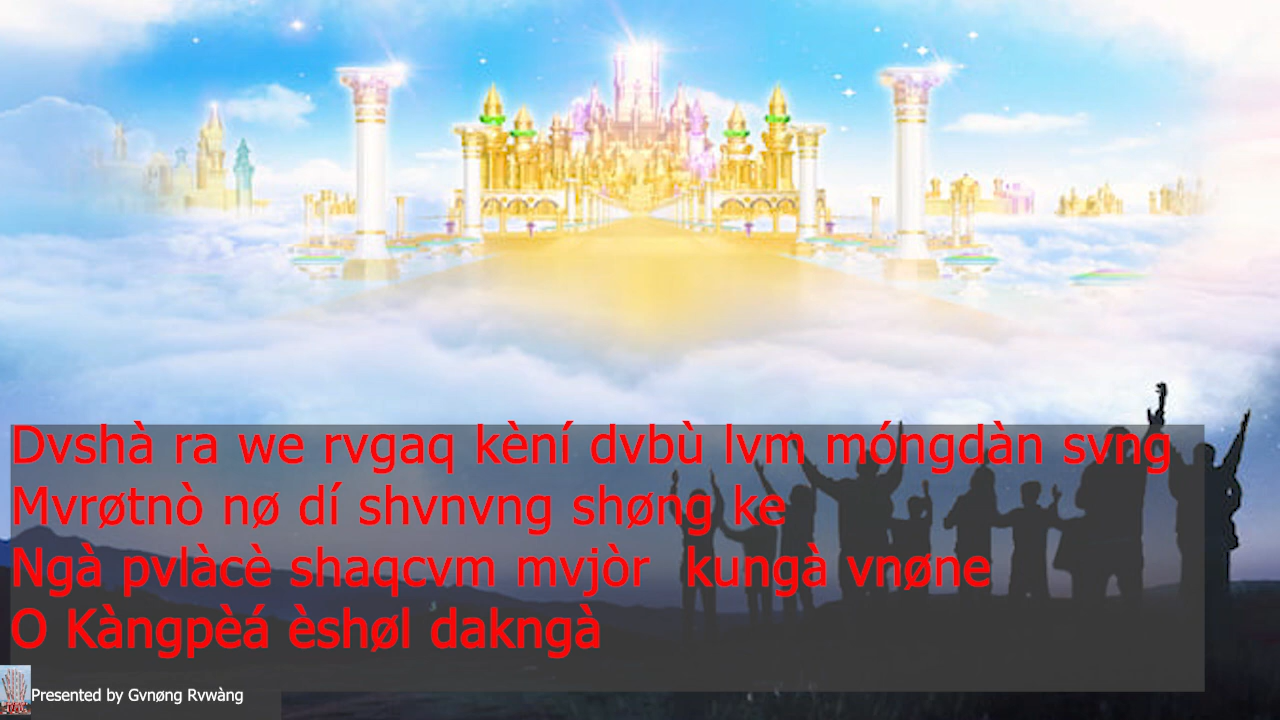 Dvshà ra we rvgaq kèní dvbù lvm móngdàn svng
Mvrøtnò nø dí shvnvng shøng ke
Ngà pvlàcè shaqcvm mvjòr kungà vnøne
O Kàngpèá èshøl dakngà
Presented by Gvnøng Rvwàng